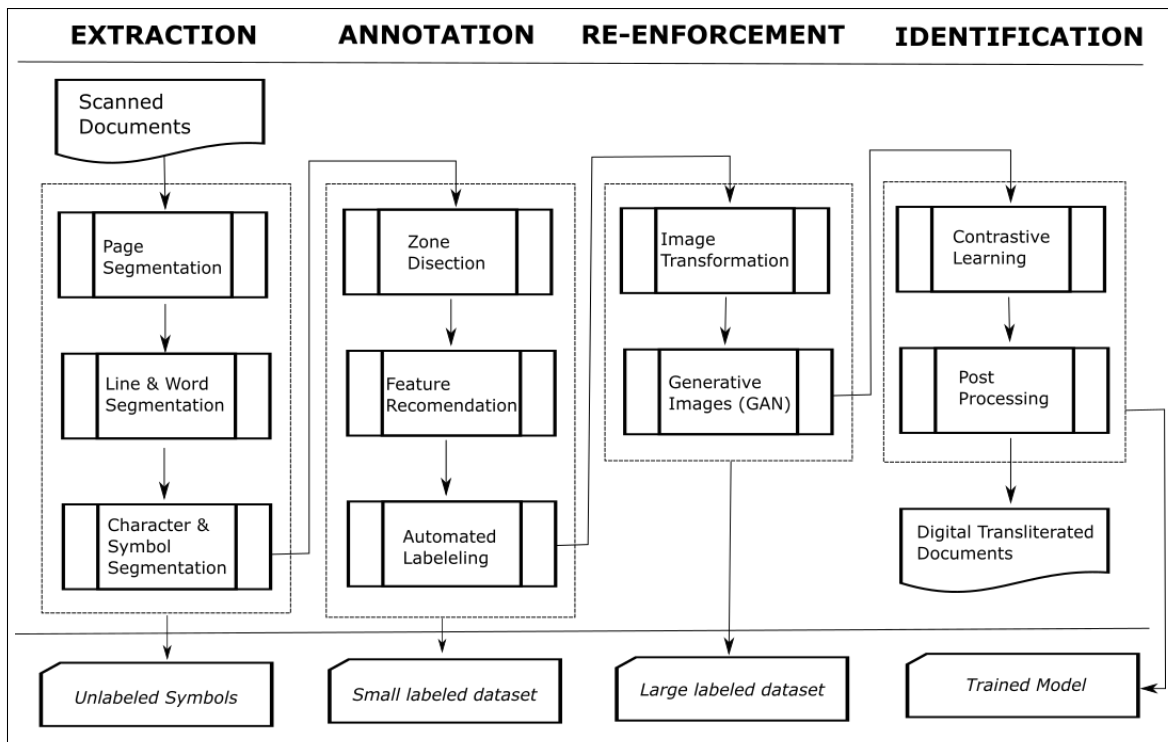 EXTRACTION
ANNOTATION
RE-ENFORCEMENT
IDENTIFICATION
Scanned
Documents
Page
Segmentation
Line & Word
Segmentation
Character &
Symbol
Segmentation
Unlabeled Symbols
Zone
Disection
Feature
Recomendation
Automated
Labeleling
Small labeled dataset
Image
Transformation
Generative
Images (GAN)
Large labeled dataset
Contrastive
Learning
Post
Processing
Digital Transliterated
Documents
Trained Model